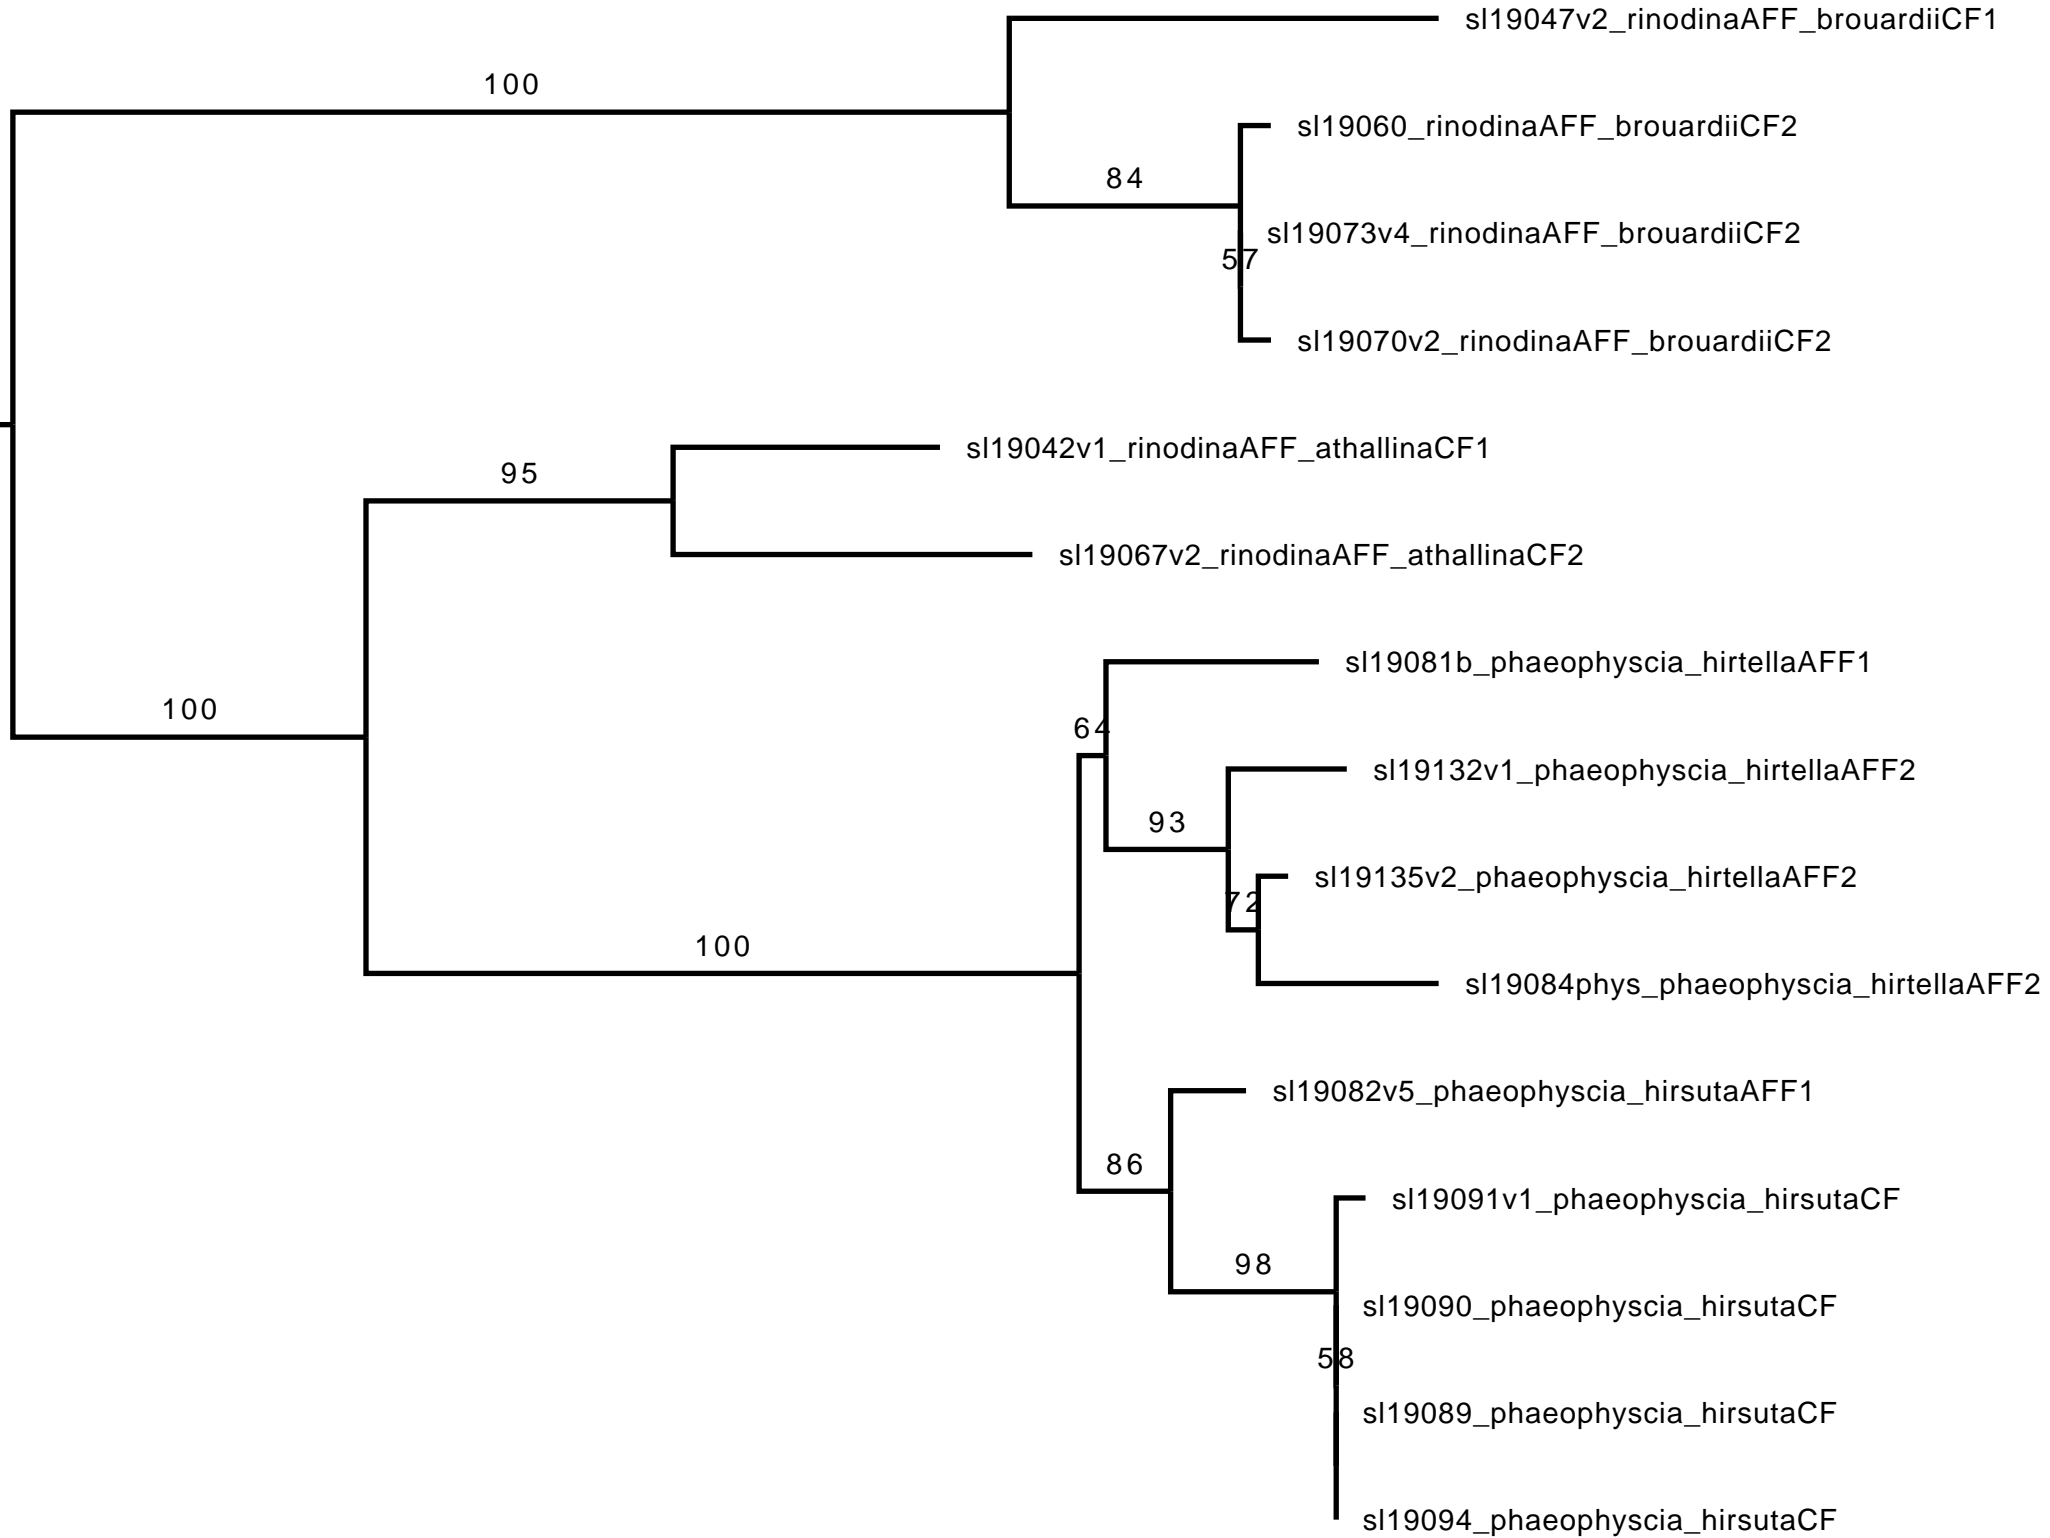 sl19047v2_rinodinaAFF_brouardiiCF1
100
sl19060_rinodinaAFF_brouardiiCF2
84
sl19073v4_rinodinaAFF_brouardiiCF2
57
sl19070v2_rinodinaAFF_brouardiiCF2
sl19042v1_rinodinaAFF_athallinaCF1
95
sl19067v2_rinodinaAFF_athallinaCF2
sl19081b_phaeophyscia_hirtellaAFF1
100
64
sl19132v1_phaeophyscia_hirtellaAFF2
93
sl19135v2_phaeophyscia_hirtellaAFF2
72
100
sl19084phys_phaeophyscia_hirtellaAFF2
sl19082v5_phaeophyscia_hirsutaAFF1
86
sl19091v1_phaeophyscia_hirsutaCF
98
sl19090_phaeophyscia_hirsutaCF
58
sl19089_phaeophyscia_hirsutaCF
sl19094_phaeophyscia_hirsutaCF